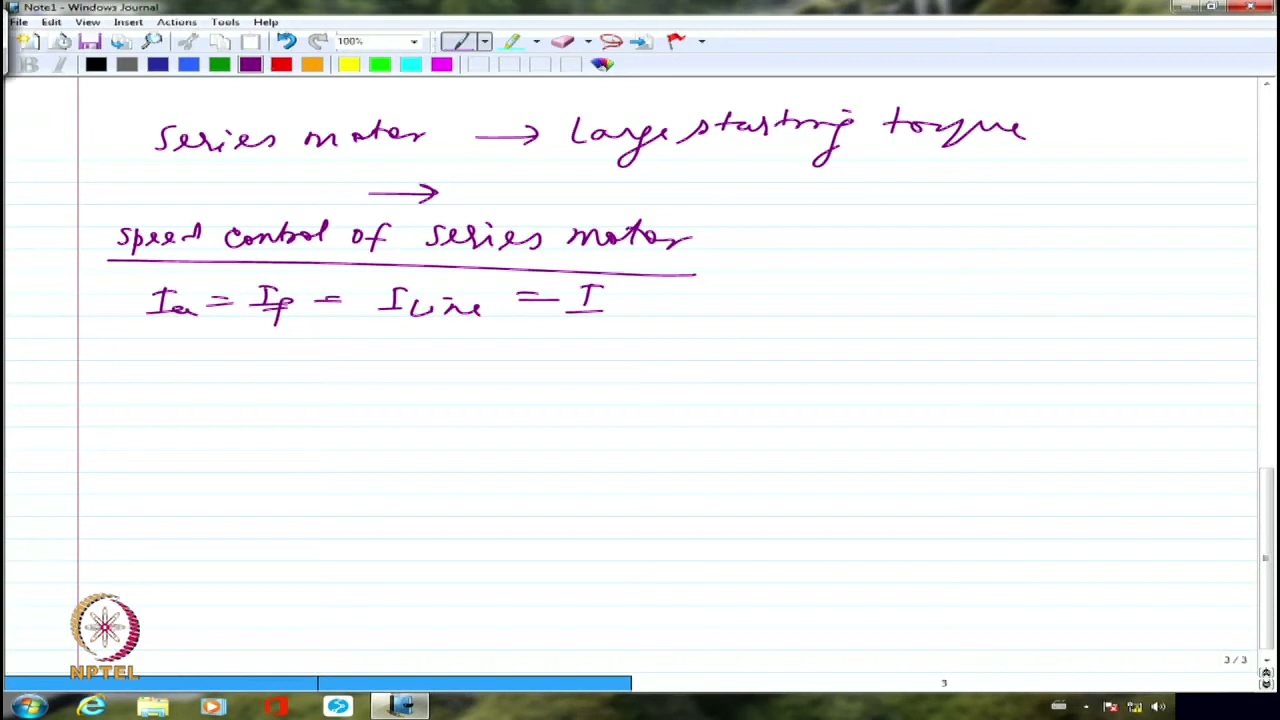 Note1 - Windows Journal
File Edit View Insert Actions Tools Help
100%
B I
Series motor → Large starting torque
→
speed control of series motor
Ia = If = ILine = I
3 / 3
NPTEL
3